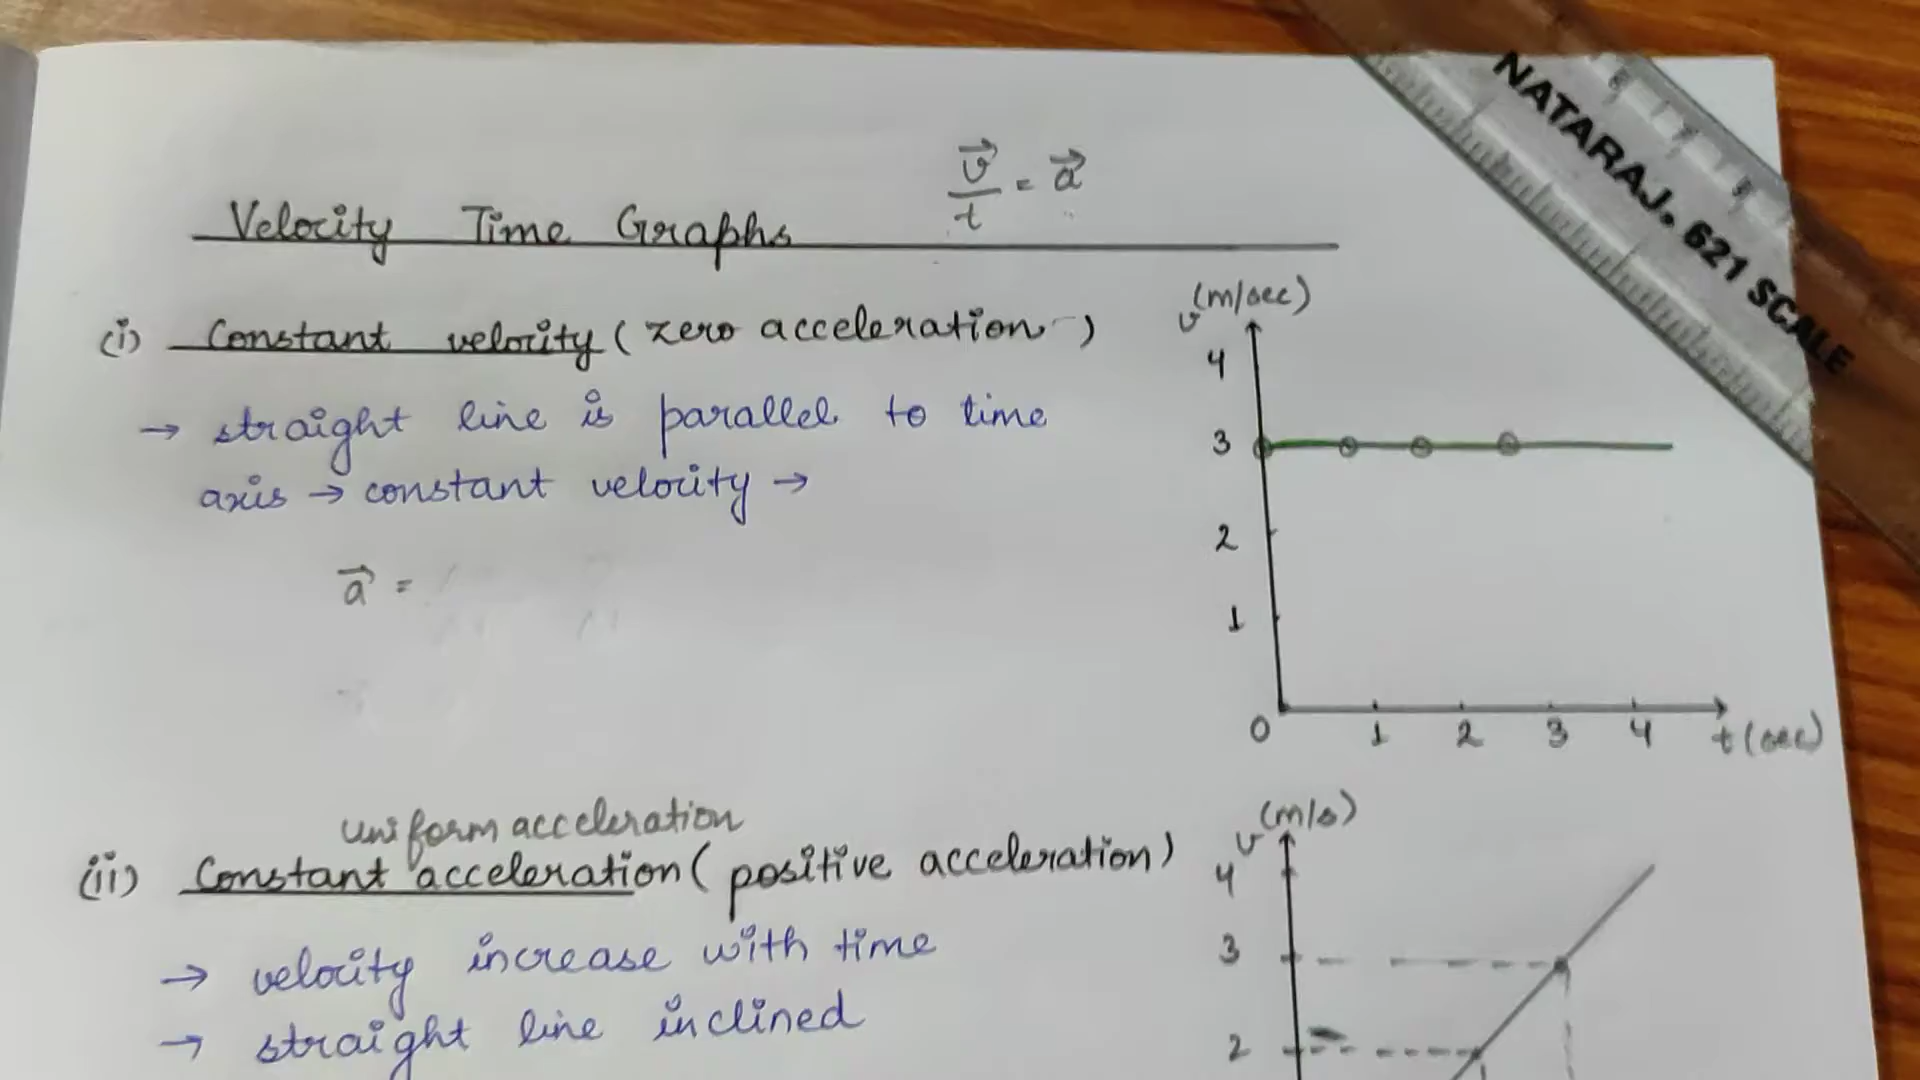 v⃗/t = a⃗
Velocity Time Graphs
(i) Constant velocity (zero acceleration)
→ straight line is parallel to time
axis → constant velocity →
a⃗ =
v (m/sec)
4
3
2
1
0 1 2 3 4 t (sec)
uniform acceleration
(ii) Constant acceleration (positive acceleration)
→ velocity increase with time
→ straight line inclined
v (m/s)
4
3
2
NATARAJ. 621 SCALE